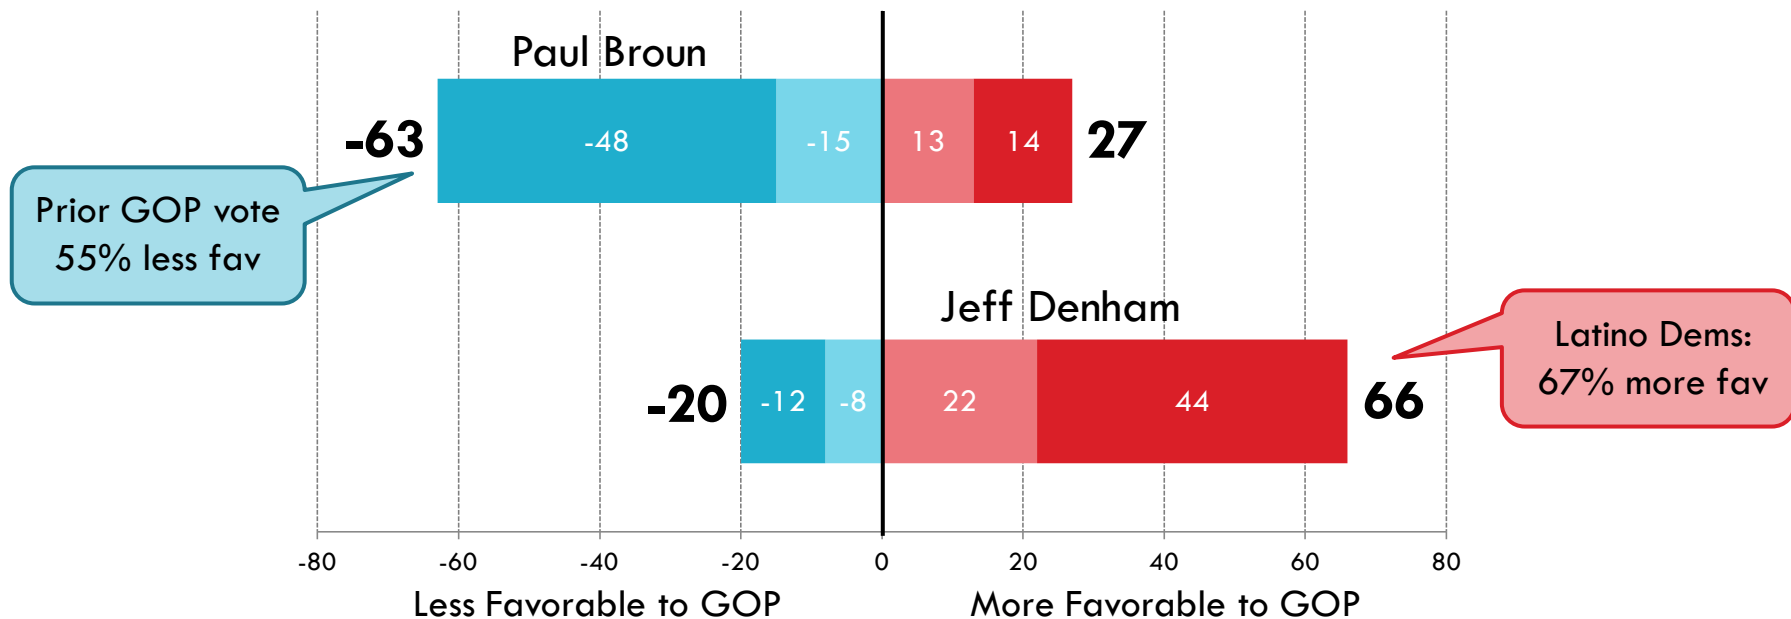 Paul Broun
-63
-48
-15
13
14
27
Prior GOP vote
55% less fav
Jeff Denham
-20
-12
-8
22
44
66
Latino Dems:
67% more fav
-80
-60
-40
-20
0
20
40
60
80
Less Favorable to GOP
More Favorable to GOP